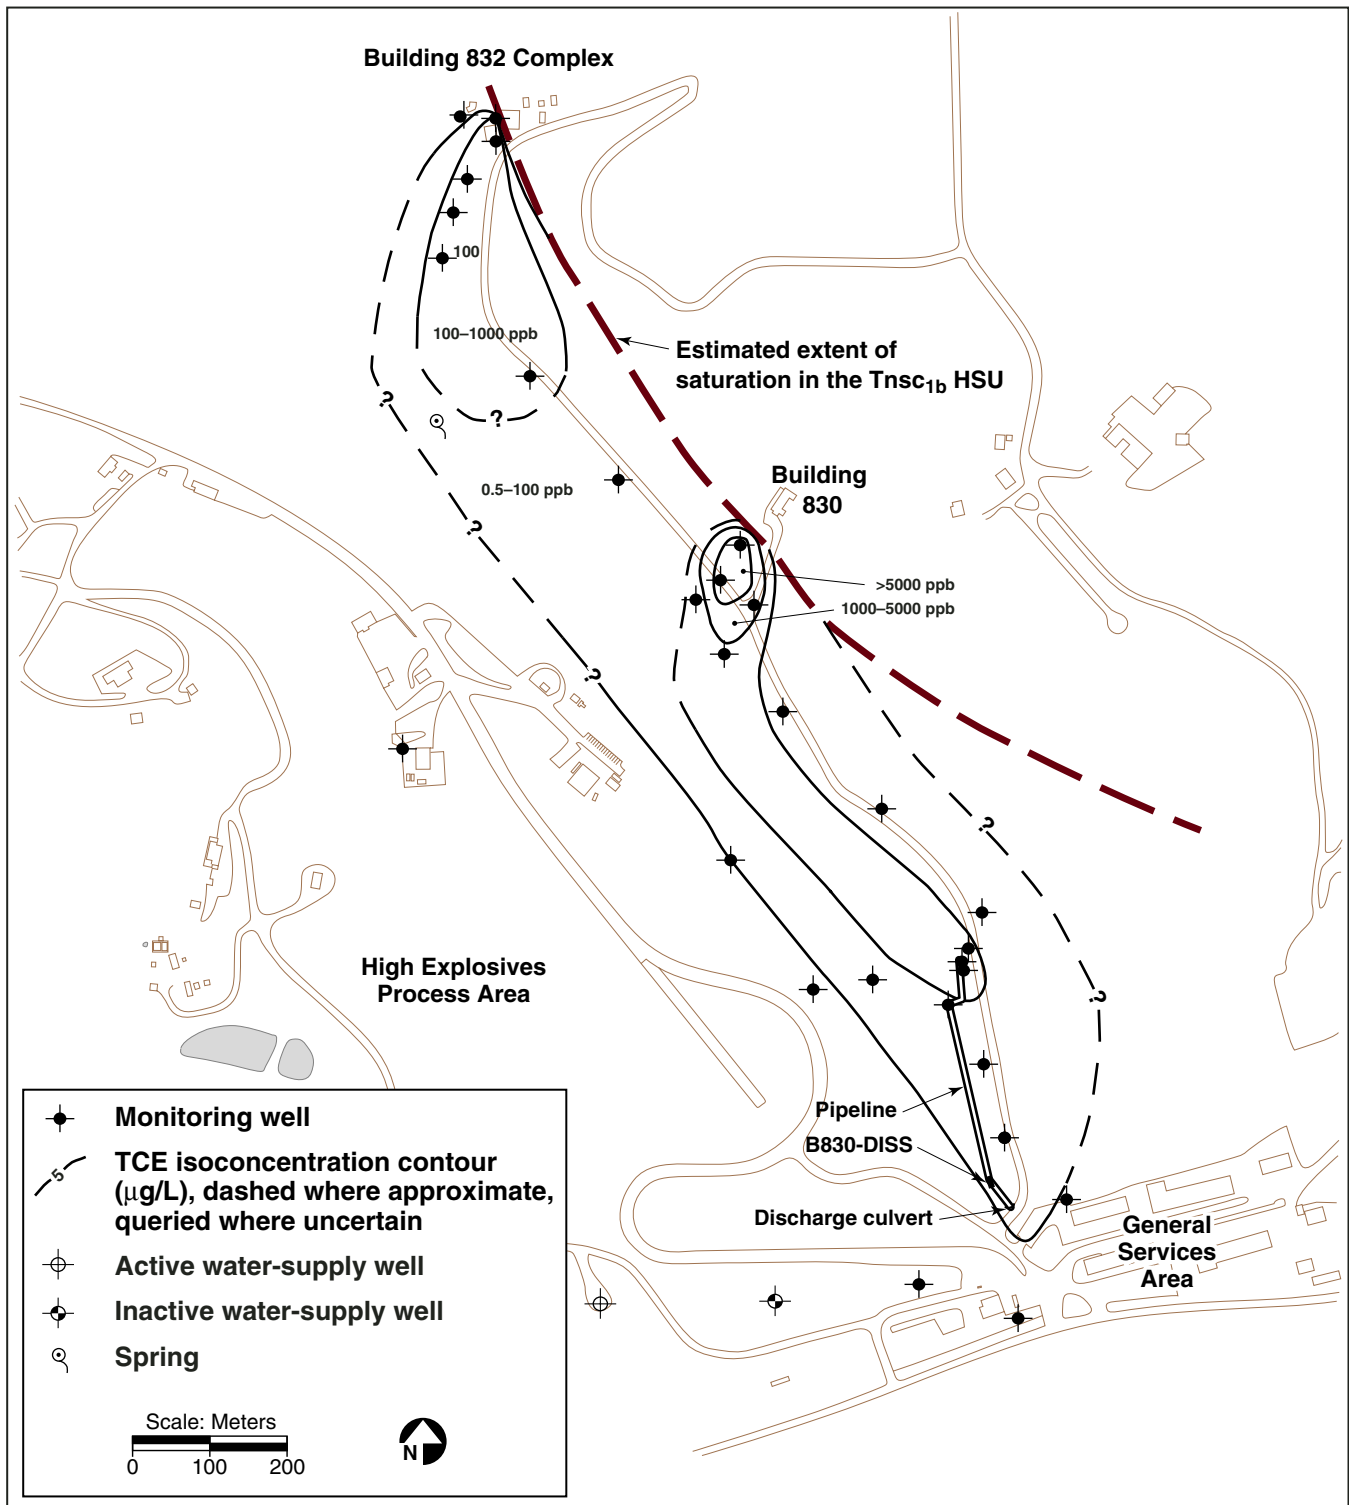 Building 832 Complex
100
100–1000 ppb
Estimated extent of
saturation in the Tnsc1b HSU
?
?
0.5–100 ppb
Building
830
?
>5000 ppb
1000–5000 ppb
?
?
High Explosives
Process Area
?
Pipeline
B830-DISS
Discharge culvert
General
Services
Area
Monitoring well
5
TCE isoconcentration contour
(μg/L), dashed where approximate,
queried where uncertain
Active water-supply well
Inactive water-supply well
Spring
Scale: Meters
0 100 200
N